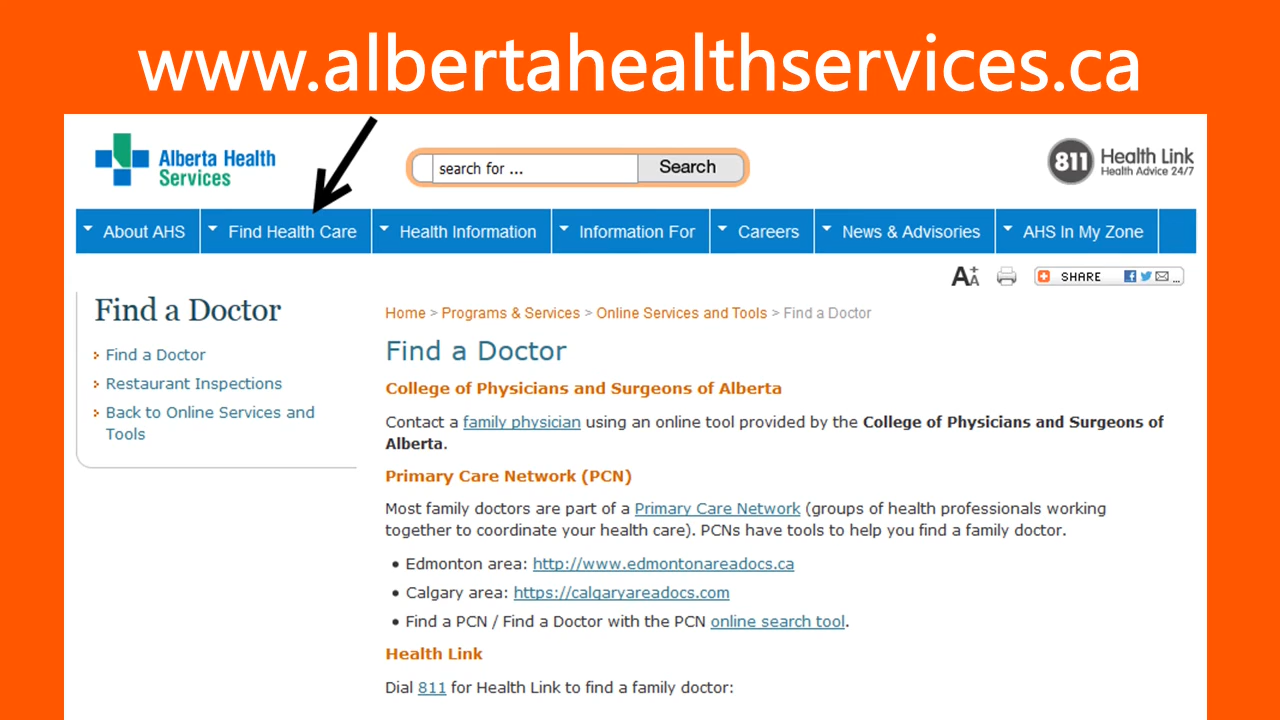 www.albertahealthservices.ca
Alberta Health
Services
search for ...
Search
811
Health Link
Health Advice 24/7
About AHS
Find Health Care
Health Information
Information For
Careers
News & Advisories
AHS In My Zone
A+A
SHARE
...
Find a Doctor
Find a Doctor
Restaurant Inspections
Back to Online Services and
Tools
Home > Programs & Services > Online Services and Tools > Find a Doctor
Find a Doctor
College of Physicians and Surgeons of Alberta
Contact a family physician using an online tool provided by the College of Physicians and Surgeons of
Alberta.
Primary Care Network (PCN)
Most family doctors are part of a Primary Care Network (groups of health professionals working
together to coordinate your health care). PCNs have tools to help you find a family doctor.
• Edmonton area: http://www.edmontonareadocs.ca
• Calgary area: https://calgaryareadocs.com
• Find a PCN / Find a Doctor with the PCN online search tool.
Health Link
Dial 811 for Health Link to find a family doctor: